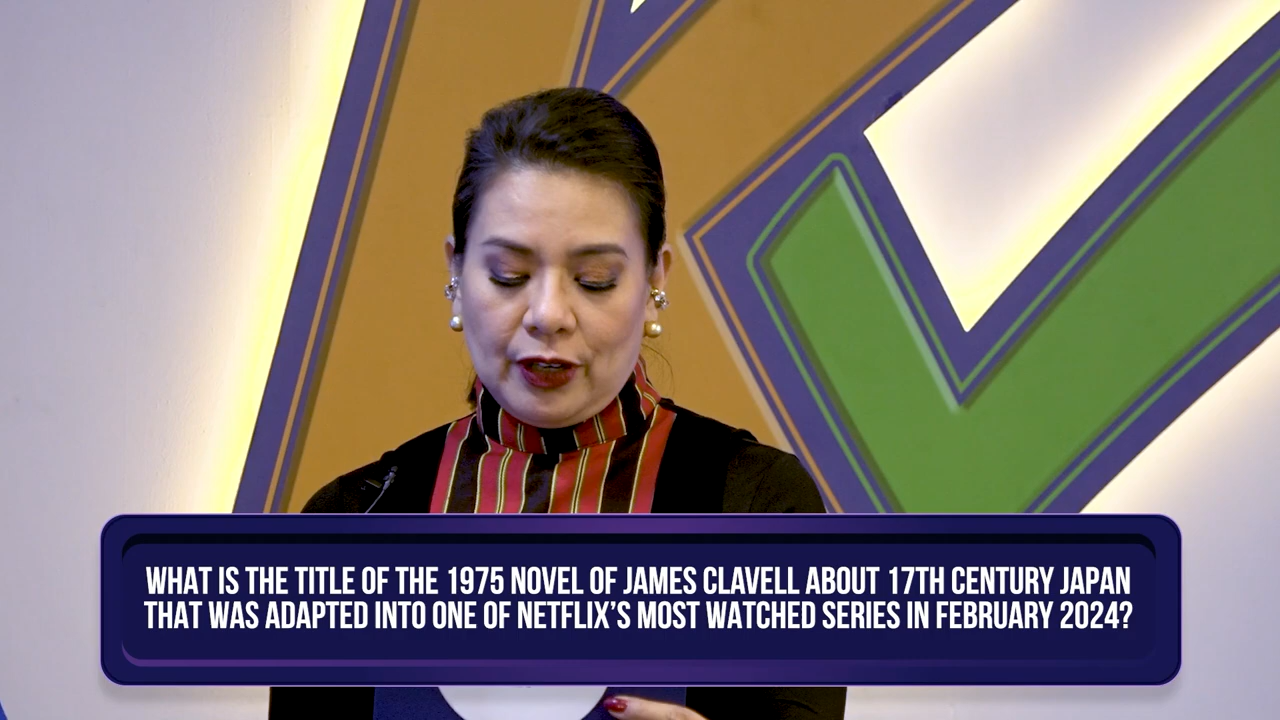 WHAT IS THE TITLE OF THE 1975 NOVEL OF JAMES CLAVELL ABOUT 17TH CENTURY JAPAN
THAT WAS ADAPTED INTO ONE OF NETFLIX'S MOST WATCHED SERIES IN FEBRUARY 2024?